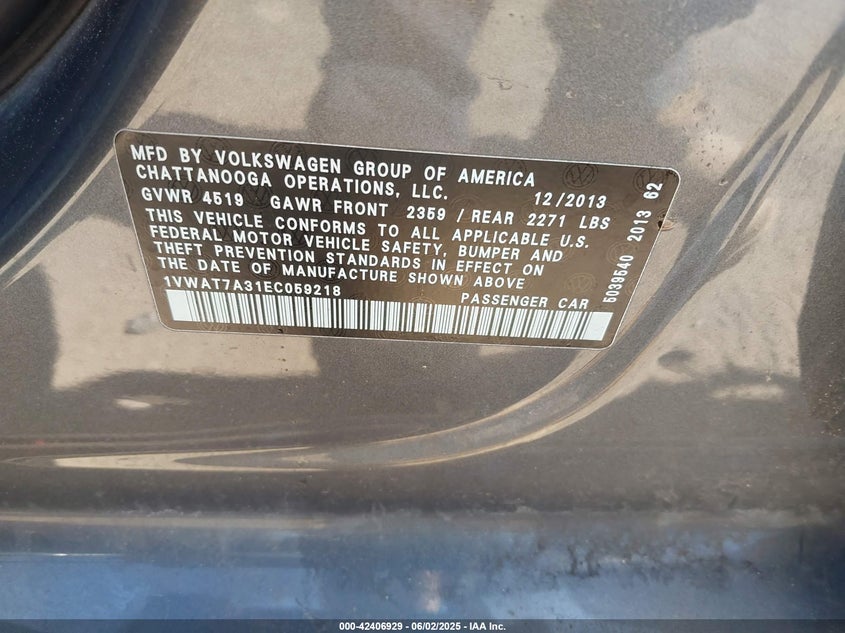 MFD BY VOLKSWAGEN GROUP OF AMERICA
CHATTANOOGA OPERATIONS, LLC. 12/2013
GVWR 4519 GAWR FRONT 2359 / REAR 2271 LBS
THIS VEHICLE CONFORMS TO ALL APPLICABLE U.S.
FEDERAL MOTOR VEHICLE SAFETY, BUMPER AND
THEFT PREVENTION STANDARDS IN EFFECT ON
THE DATE OF MANUFACTURE SHOWN ABOVE
1VWAT7A31EC059218 PASSENGER CAR
5039540 2013 62
000-42406929 - 06/02/2025 - IAA Inc.